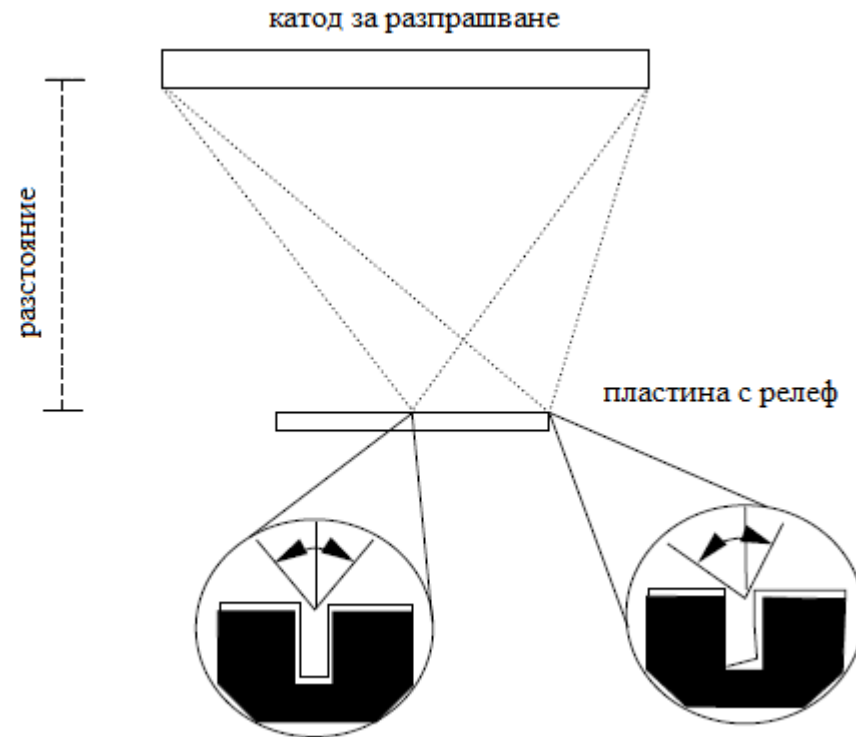 катод за разпрашване
разстояние
пластина с релеф